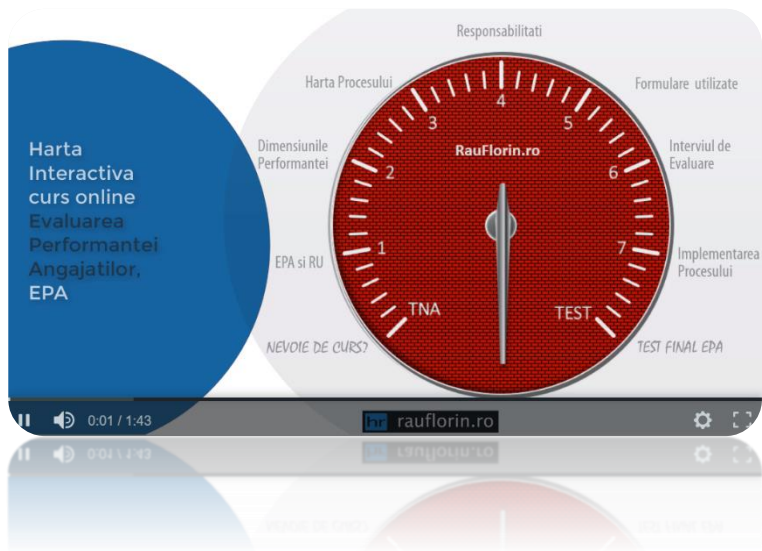 Harta
Interactiva
curs online
Evaluarea
Performantei
Angajatilor,
EPA
Responsabilitati
Harta Procesului
Formulare utilizate
Dimensiunile
Performantei
Interviul de
Evaluare
EPA si RU
Implementarea
Procesului
NEVOIE DE CURS?
TEST FINAL EPA
RauFlorin.ro
TNA
1
2
3
4
5
6
7
TEST
0:01 / 1:43
hr rauflorin.ro